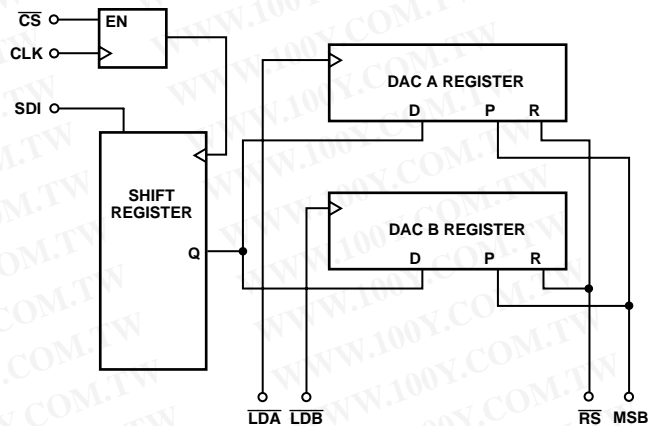 CS
EN
CLK
SDI
SHIFT
REGISTER
Q
DAC A REGISTER
D P R
DAC B REGISTER
D P R
LDA LDB RS MSB
WWW.100Y.COM.TW